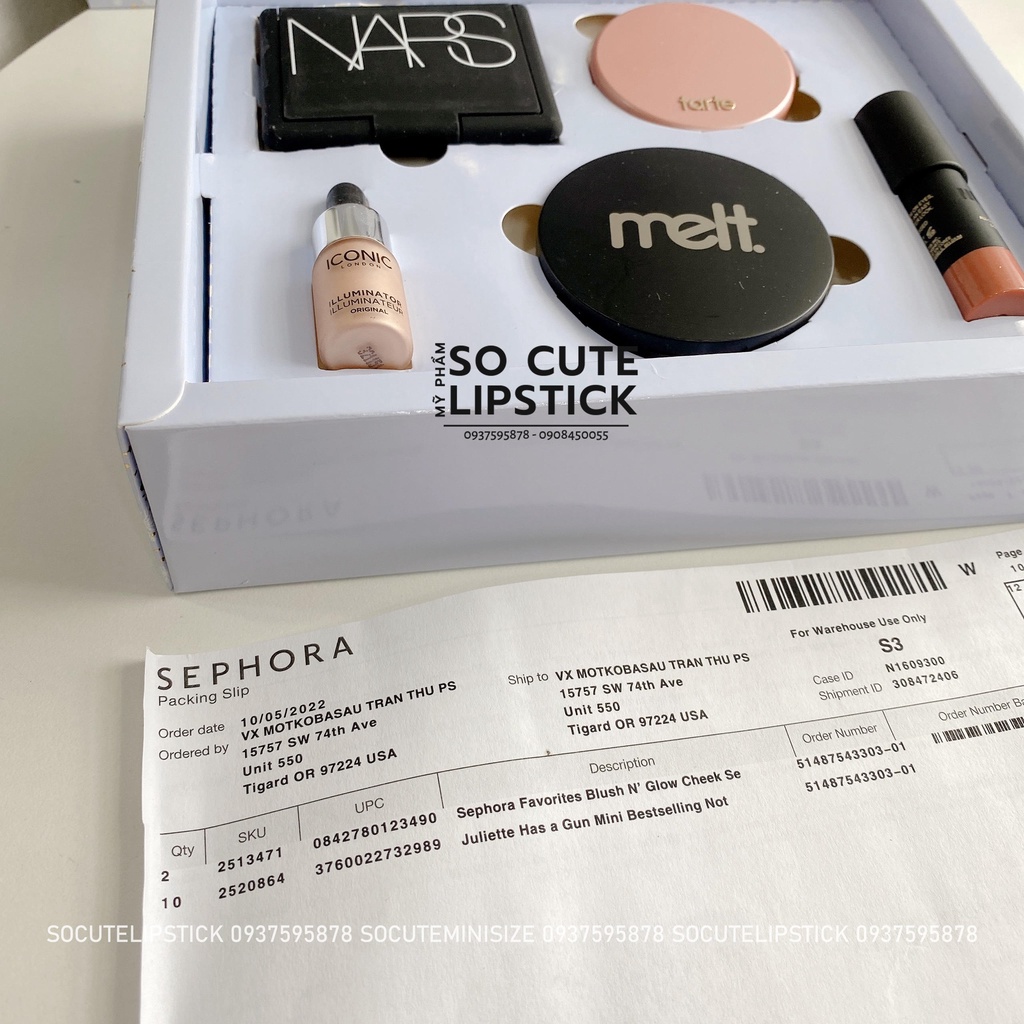 NARS
tarte
ICONIC
LONDON
ILLUMINATOR
ILLUMINATEUR
ORIGINAL
melt.
MỸ PHẨM
SO CUTE
LIPSTICK
0937595878 - 0908450055
SEPHORA
Packing Slip
Order date 10/05/2022
Ordered by VX MOTKOBASAU TRAN THU PS
15757 SW 74th Ave
Unit 550
Tigard OR 97224 USA
Ship to VX MOTKOBASAU TRAN THU PS
15757 SW 74th Ave
Unit 550
Tigard OR 97224 USA
W
Page
For Warehouse Use Only
S3
Case ID N1609300
Shipment ID 308472406
Qty SKU UPC Description Order Number Order Number Ba
2 2513471 0842780123490 Sephora Favorites Blush N' Glow Cheek Se 51487543303-01
10 2520864 3760022732989 Juliette Has a Gun Mini Bestselling Not 51487543303-01
SOCUTELIPSTICK 0937595878 SOCUTEMINISIZE 0937595878 SOCUTELIPSTICK 0937595878